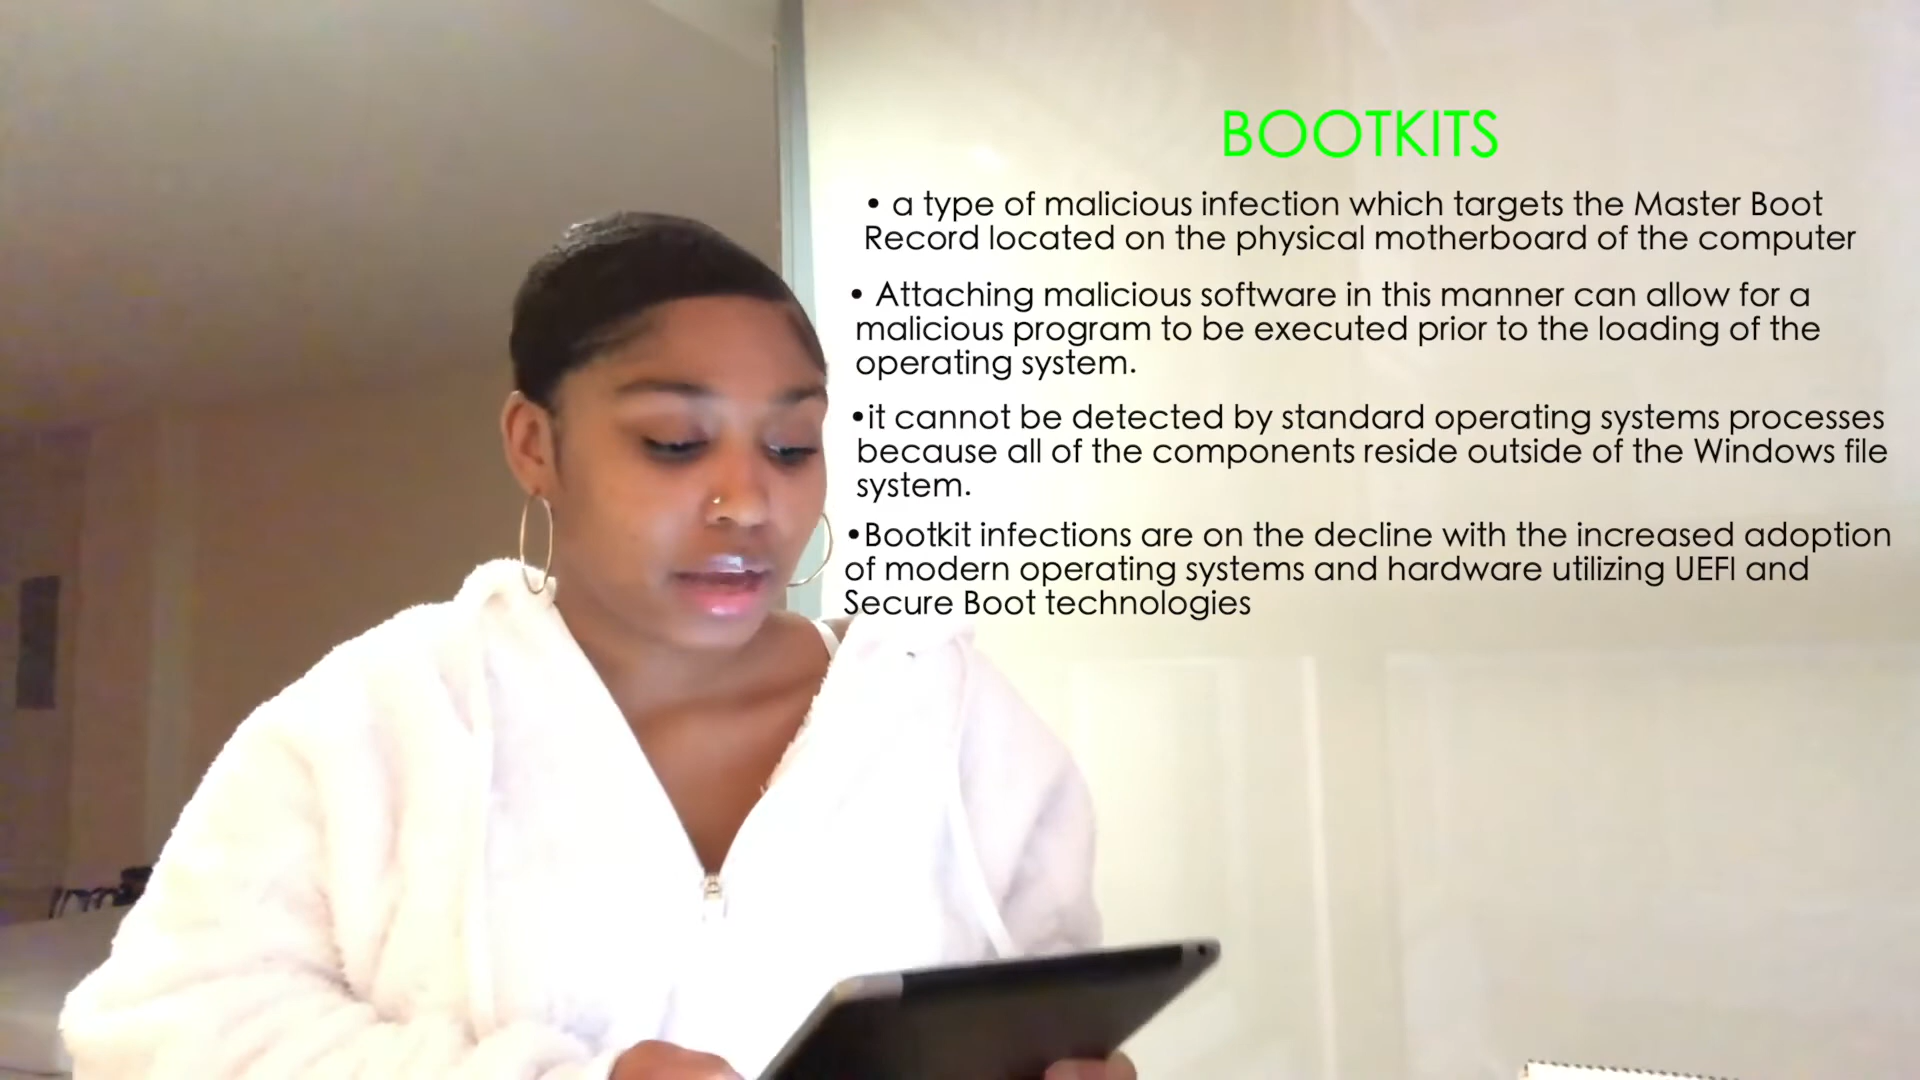 BOOTKITS
• a type of malicious infection which targets the Master Boot
Record located on the physical motherboard of the computer
• Attaching malicious software in this manner can allow for a
malicious program to be executed prior to the loading of the
operating system.
•it cannot be detected by standard operating systems processes
because all of the components reside outside of the Windows file
system.
•Bootkit infections are on the decline with the increased adoption
of modern operating systems and hardware utilizing UEFI and
Secure Boot technologies